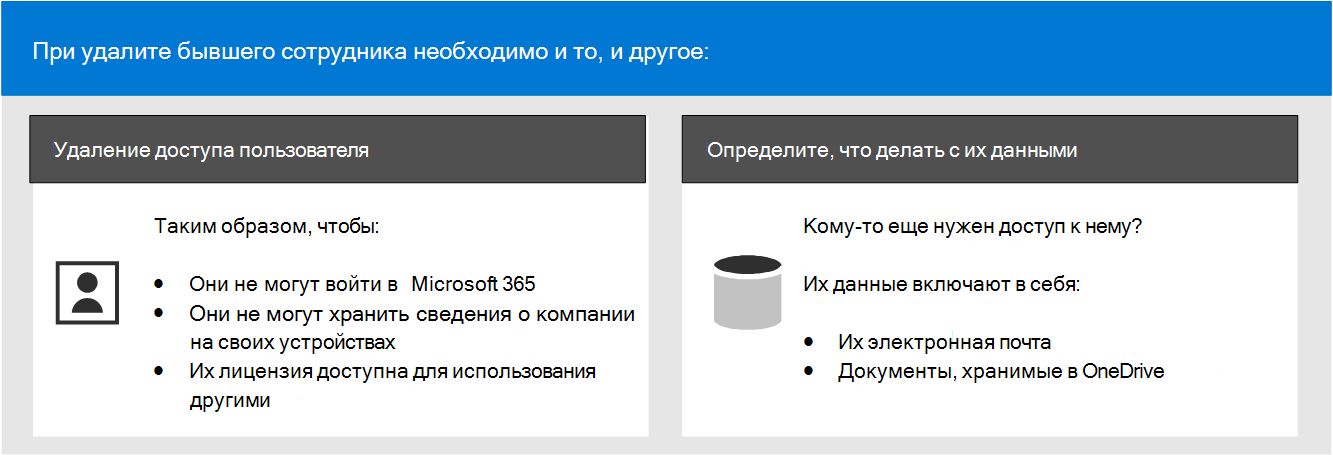 При удалите бывшего сотрудника необходимо и то, и другое:
Удаление доступа пользователя
Таким образом, чтобы:
• Они не могут войти в Microsoft 365
• Они не могут хранить сведения о компании
на своих устройствах
• Их лицензия доступна для использования
другими
Определите, что делать с их данными
Кому-то еще нужен доступ к нему?
Их данные включают в себя:
• Их электронная почта
• Документы, хранимые в OneDrive